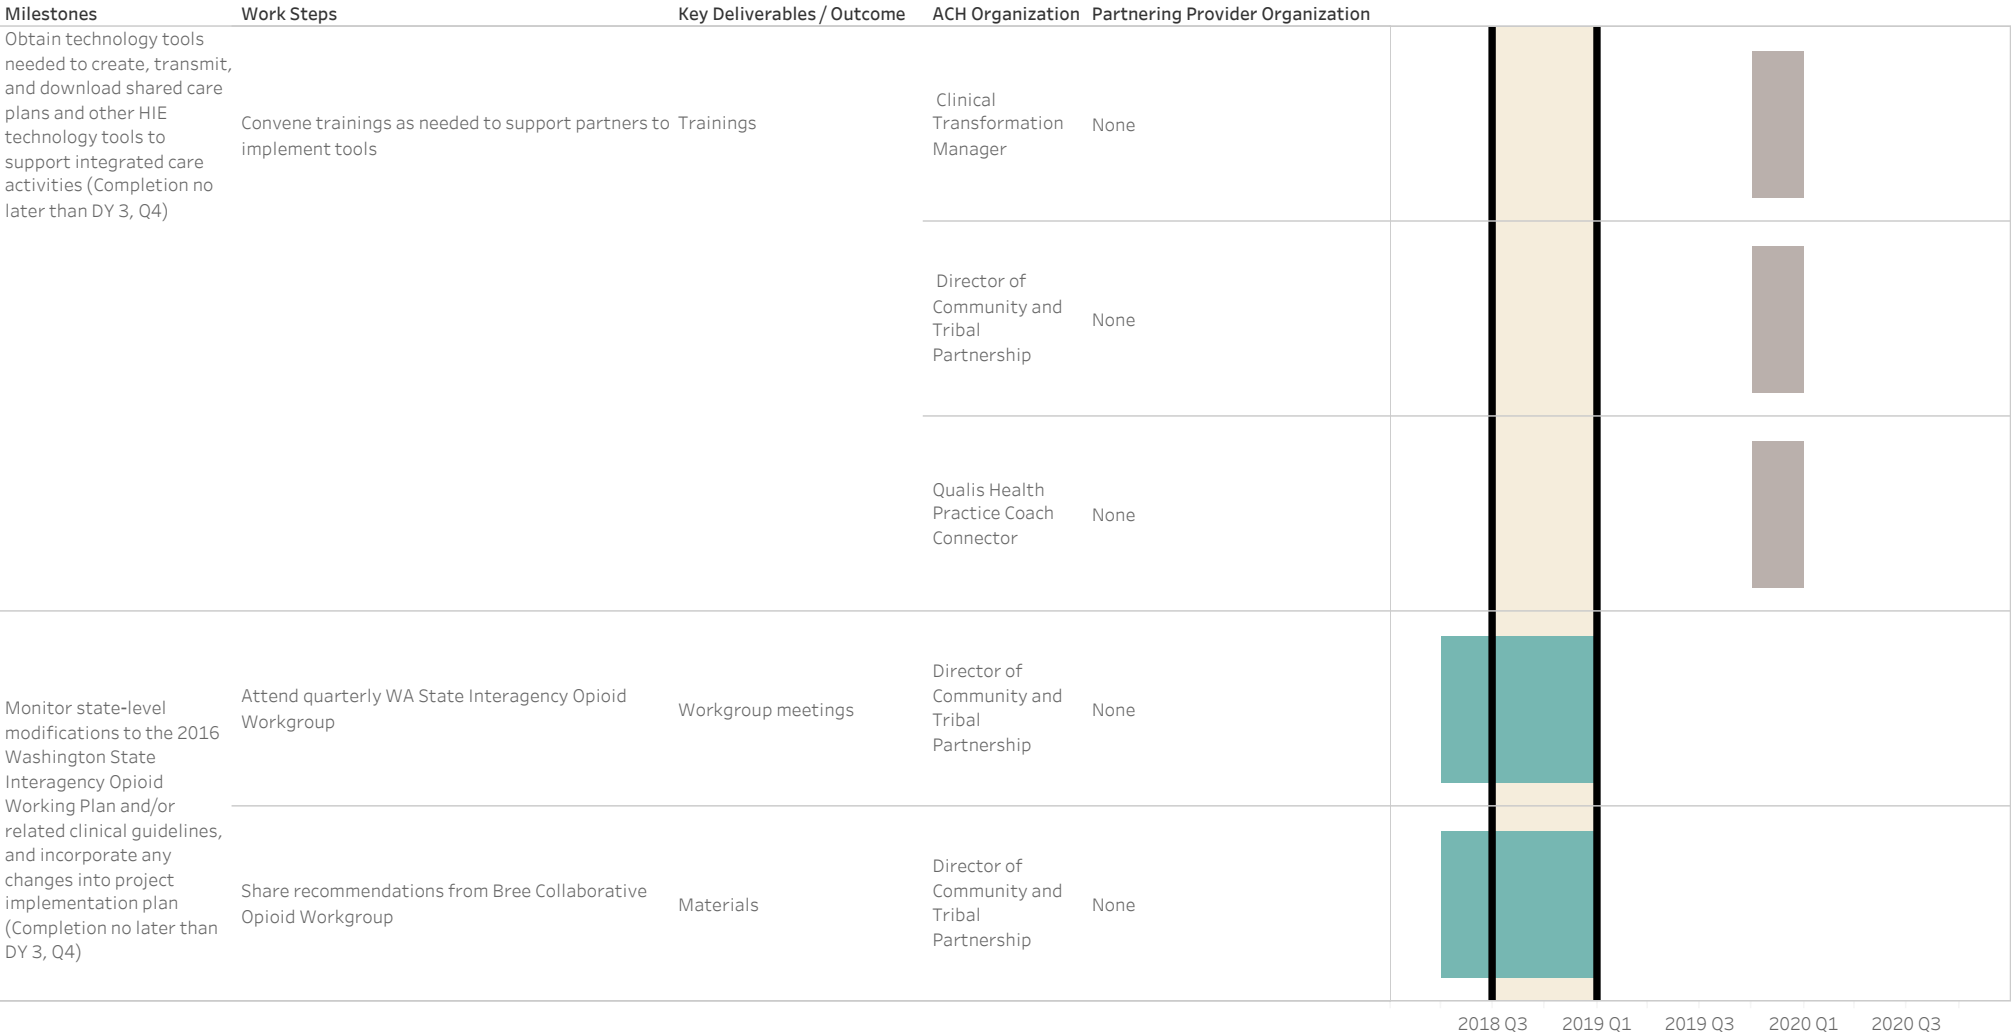 Milestones Work Steps Key Deliverables / Outcome ACH Organization Partnering Provider Organization
Obtain technology tools
needed to create, transmit,
and download shared care
plans and other HIE
technology tools to
support integrated care
activities (Completion no
later than DY 3, Q4)
Convene trainings as needed to support partners to
implement tools
Trainings
Clinical
Transformation
Manager
None
Director of
Community and
Tribal
Partnership
None
Qualis Health
Practice Coach
Connector
None
Monitor state-level
modifications to the 2016
Washington State
Interagency Opioid
Working Plan and/or
related clinical guidelines,
and incorporate any
changes into project
implementation plan
(Completion no later than
DY 3, Q4)
Attend quarterly WA State Interagency Opioid
Workgroup
Workgroup meetings
Director of
Community and
Tribal
Partnership
None
Share recommendations from Bree Collaborative
Opioid Workgroup
Materials
Director of
Community and
Tribal
Partnership
None
2018 Q3 2019 Q1 2019 Q3 2020 Q1 2020 Q3